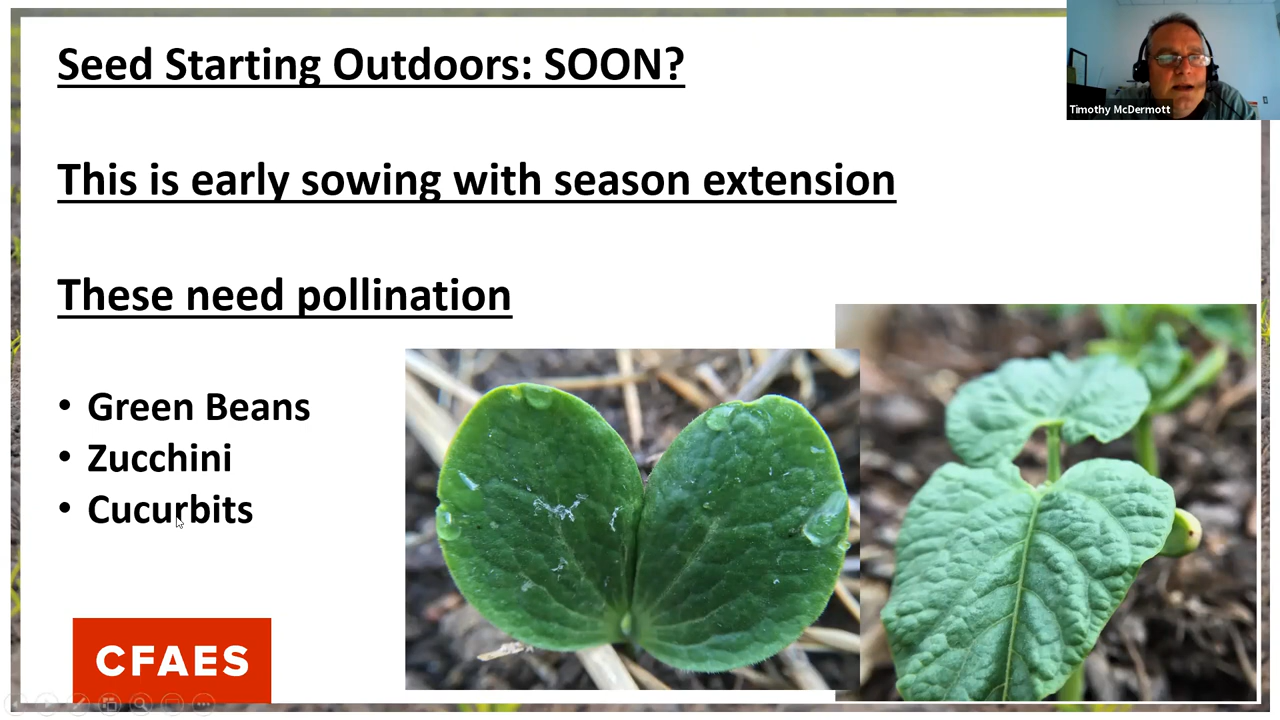 Seed Starting Outdoors: SOON?
Timothy McDermott
This is early sowing with season extension
These need pollination
• Green Beans
• Zucchini
• Cucurbits
CFAES